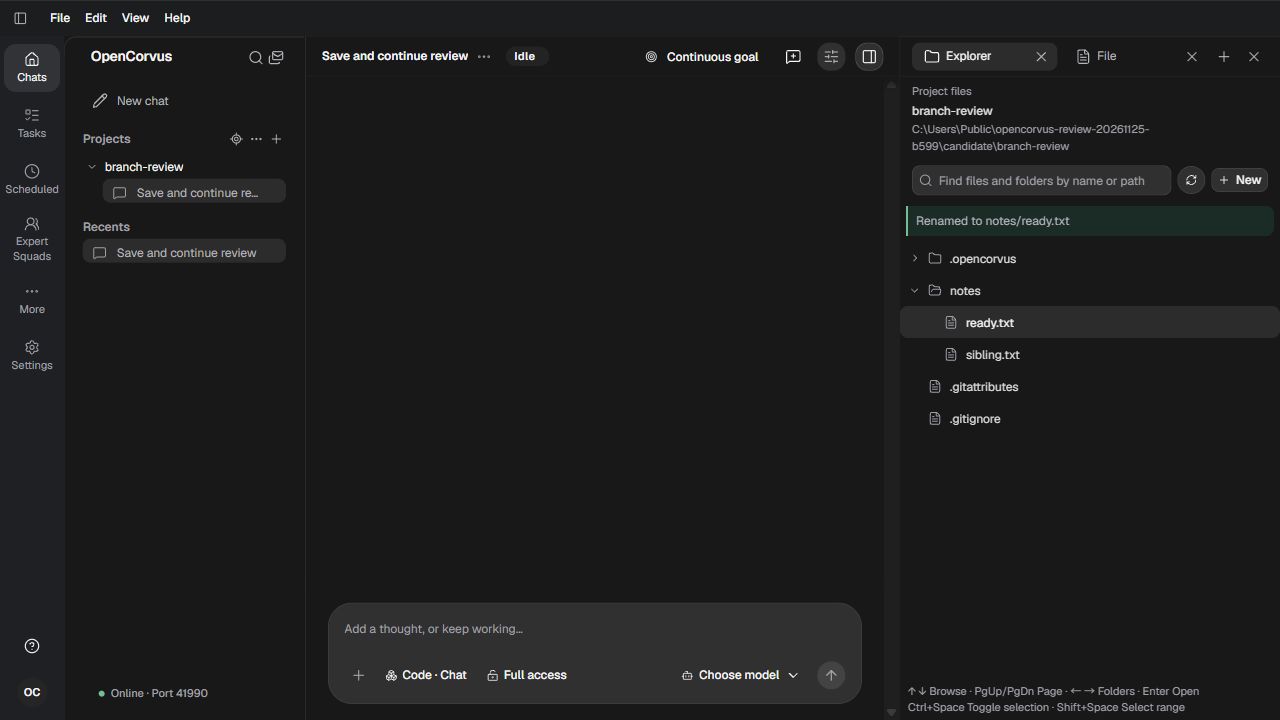 File Edit View Help
Chats
Tasks
Scheduled
Expert
Squads
More
Settings
OC
OpenCorvus
New chat
Projects
branch-review
Save and continue re...
Recents
Save and continue review
Online · Port 41990
Save and continue review ··· Idle Continuous goal
Add a thought, or keep working...
Code · Chat Full access Choose model
Explorer File
Project files
branch-review
C:\Users\Public\opencorvus-review-20261125-
b599\candidate\branch-review
Find files and folders by name or path + New
Renamed to notes/ready.txt
.opencorvus
notes
ready.txt
sibling.txt
.gitattributes
.gitignore
↑↓ Browse · PgUp/PgDn Page · ←→ Folders · Enter Open
Ctrl+Space Toggle selection · Shift+Space Select range